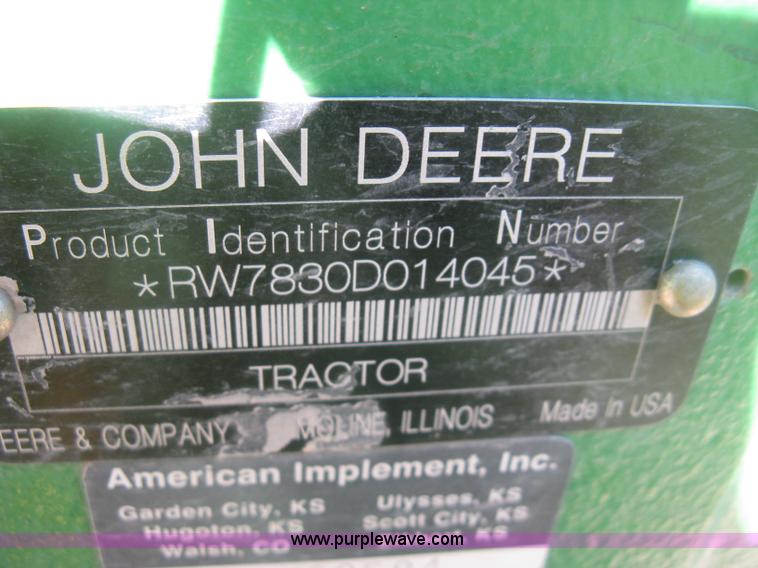 JOHN DEERE
Product Identification Number
*RW7830D014045*
TRACTOR
EERE & COMPANY MOLINE, ILLINOIS Made in USA
American Implement, Inc.
Garden City, KS Ulysses, KS
Hugoton, KS Scott City, KS
Walsh, CO KS
www.purplewave.com